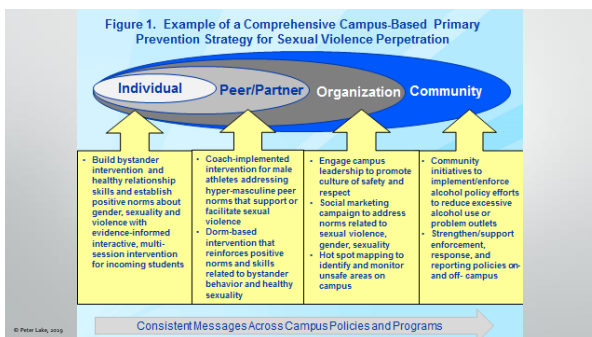 Figure 1.  Example of a Comprehensive Campus-Based  Primary
Prevention Strategy for Sexual Violence Perpetration
Individual
Peer/Partner
Organization
Community
• Build bystander
intervention  and
healthy relationship
skills and establish
positive norms about
gender, sexuality and
violence with
evidence-informed
interactive, multi-
session intervention
for incoming students
• Coach-implemented
intervention for male
athletes addressing
hyper-masculine peer
norms that support or
facilitate sexual
violence
• Dorm-based
intervention that
reinforces positive
norms and skills
related to bystander
behavior and healthy
sexuality
• Engage campus
leadership to promote
culture of safety and
respect
• Social marketing
campaign to address
norms related to
sexual violence,
gender, sexuality
• Hot spot mapping to
identify and monitor
unsafe areas on
campus
• Community
initiatives to
implement/enforce
alcohol policy efforts
to reduce excessive
alcohol use or
problem outlets
• Strengthen/support
enforcement,
response, and
reporting policies on-
and off- campus
Consistent Messages Across Campus Policies and Programs
© Peter Lake, 2019